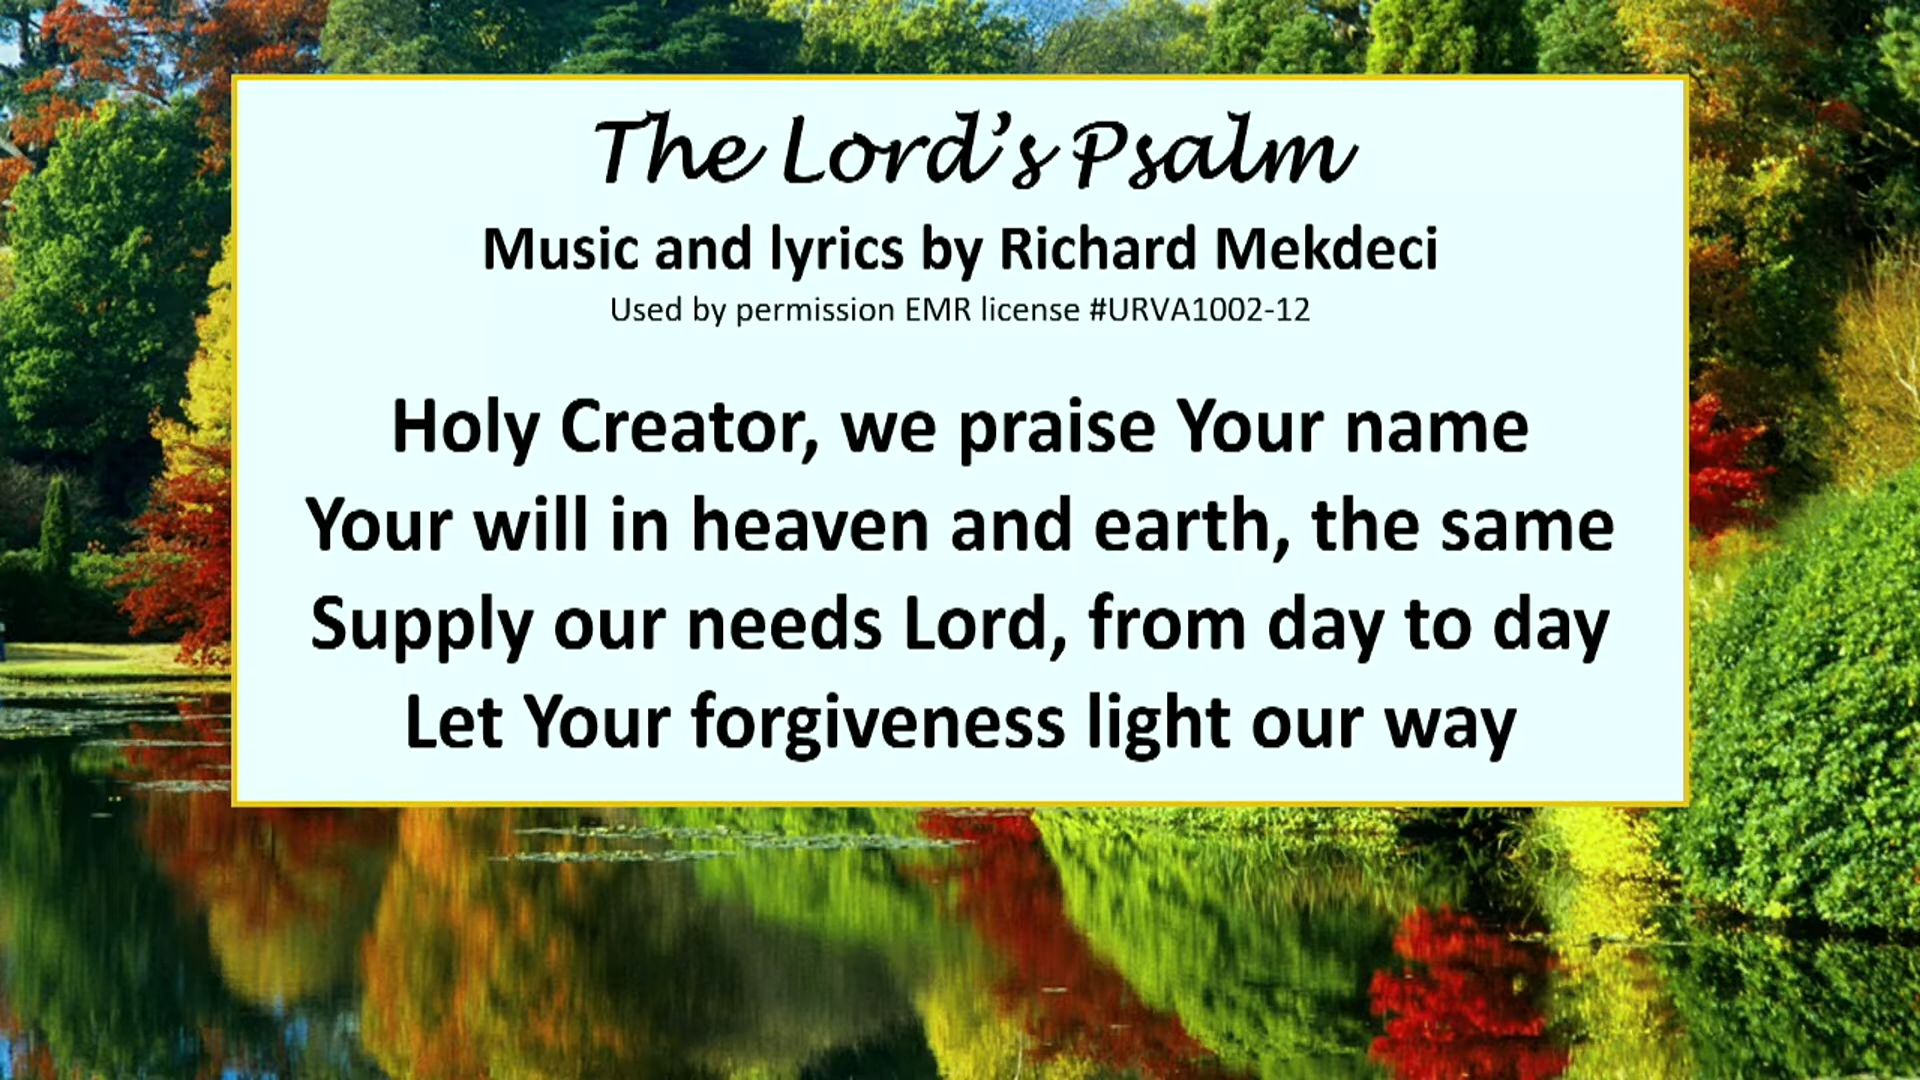 The Lord’s Psalm
Music and lyrics by Richard Mekdeci
Used by permission EMR license #URVA1002-12
Holy Creator, we praise Your name
Your will in heaven and earth, the same
Supply our needs Lord, from day to day
Let Your forgiveness light our way